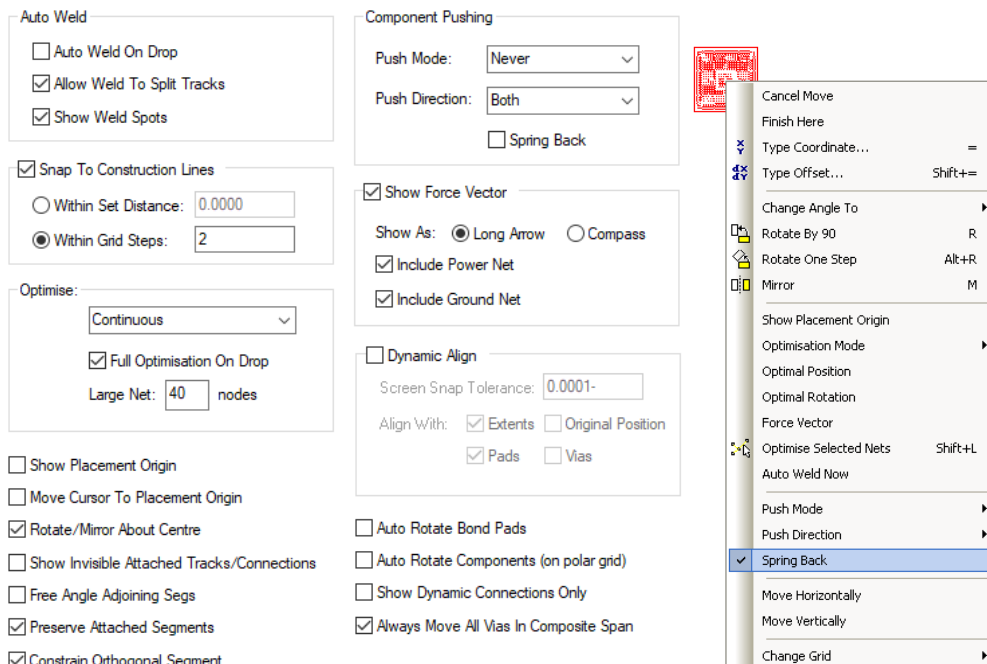 Auto Weld
Auto Weld On Drop
Allow Weld To Split Tracks
Show Weld Spots
Snap To Construction Lines
Within Set Distance: 0.0000
Within Grid Steps: 2
Optimise:
Continuous
Full Optimisation On Drop
Large Net: 40 nodes
Show Placement Origin
Move Cursor To Placement Origin
Rotate/Mirror About Centre
Show Invisible Attached Tracks/Connections
Free Angle Adjoining Segs
Preserve Attached Segments
Constrain Orthogonal Segment
Component Pushing
Push Mode: Never
Push Direction: Both
Spring Back
Show Force Vector
Show As: Long Arrow Compass
Include Power Net
Include Ground Net
Dynamic Align
Screen Snap Tolerance: 0.0001-
Align With: Extents Original Position
Pads Vias
Auto Rotate Bond Pads
Auto Rotate Components (on polar grid)
Show Dynamic Connections Only
Always Move All Vias In Composite Span
Cancel Move
Finish Here
Type Coordinate... =
Type Offset... Shift+=
Change Angle To
Rotate By 90 R
Rotate One Step Alt+R
Mirror M
Show Placement Origin
Optimisation Mode
Optimal Position
Optimal Rotation
Force Vector
Optimise Selected Nets Shift+L
Auto Weld Now
Push Mode
Push Direction
Spring Back
Move Horizontally
Move Vertically
Change Grid